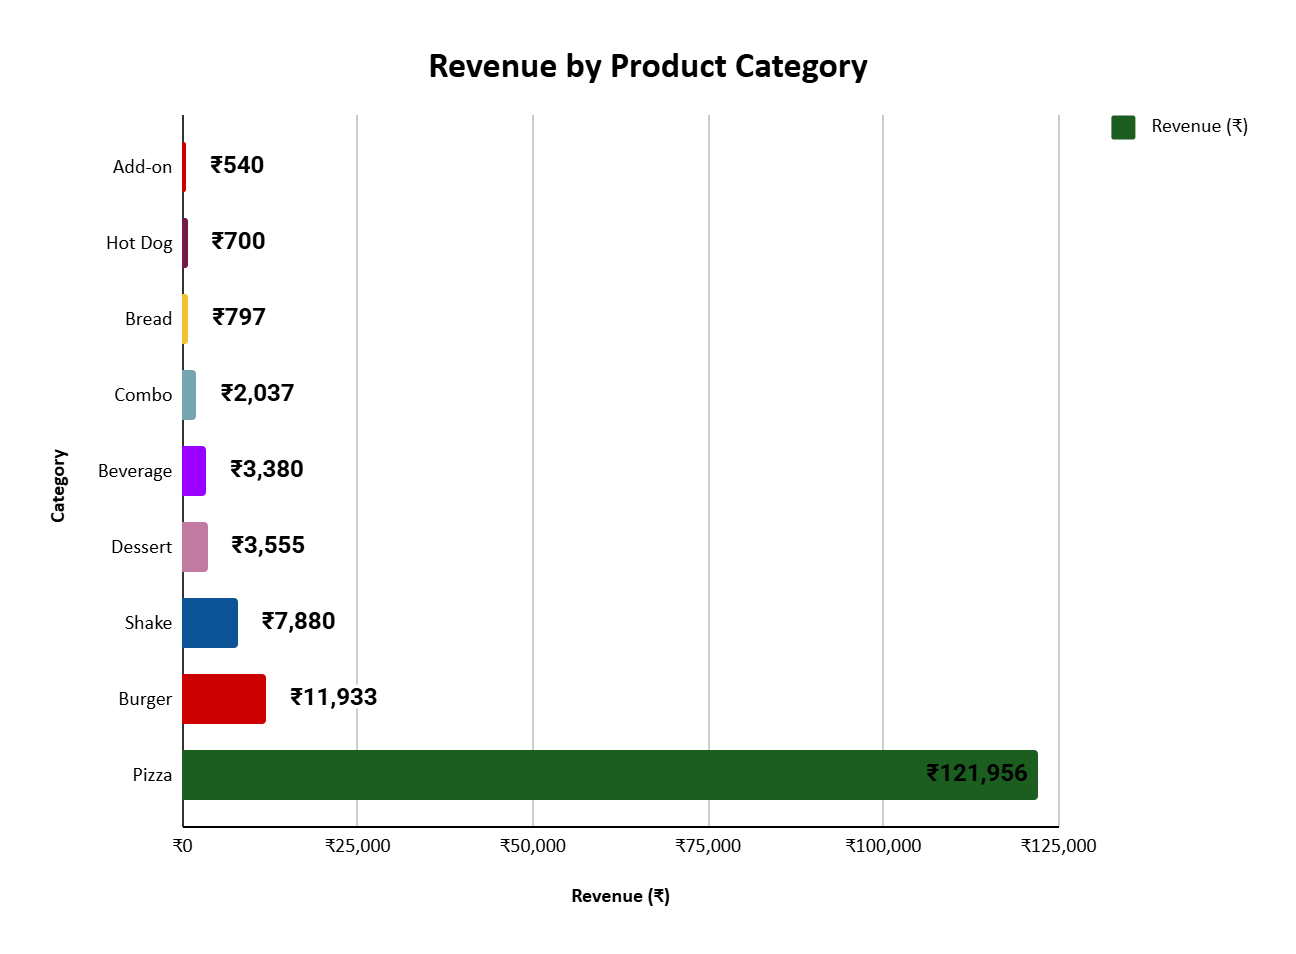 Revenue by Product Category
Revenue (₹)
Add-on ₹540
Hot Dog ₹700
Bread ₹797
Combo ₹2,037
Beverage ₹3,380
Dessert ₹3,555
Shake ₹7,880
Burger ₹11,933
Pizza ₹121,956
Category
₹0 ₹25,000 ₹50,000 ₹75,000 ₹100,000 ₹125,000
Revenue (₹)